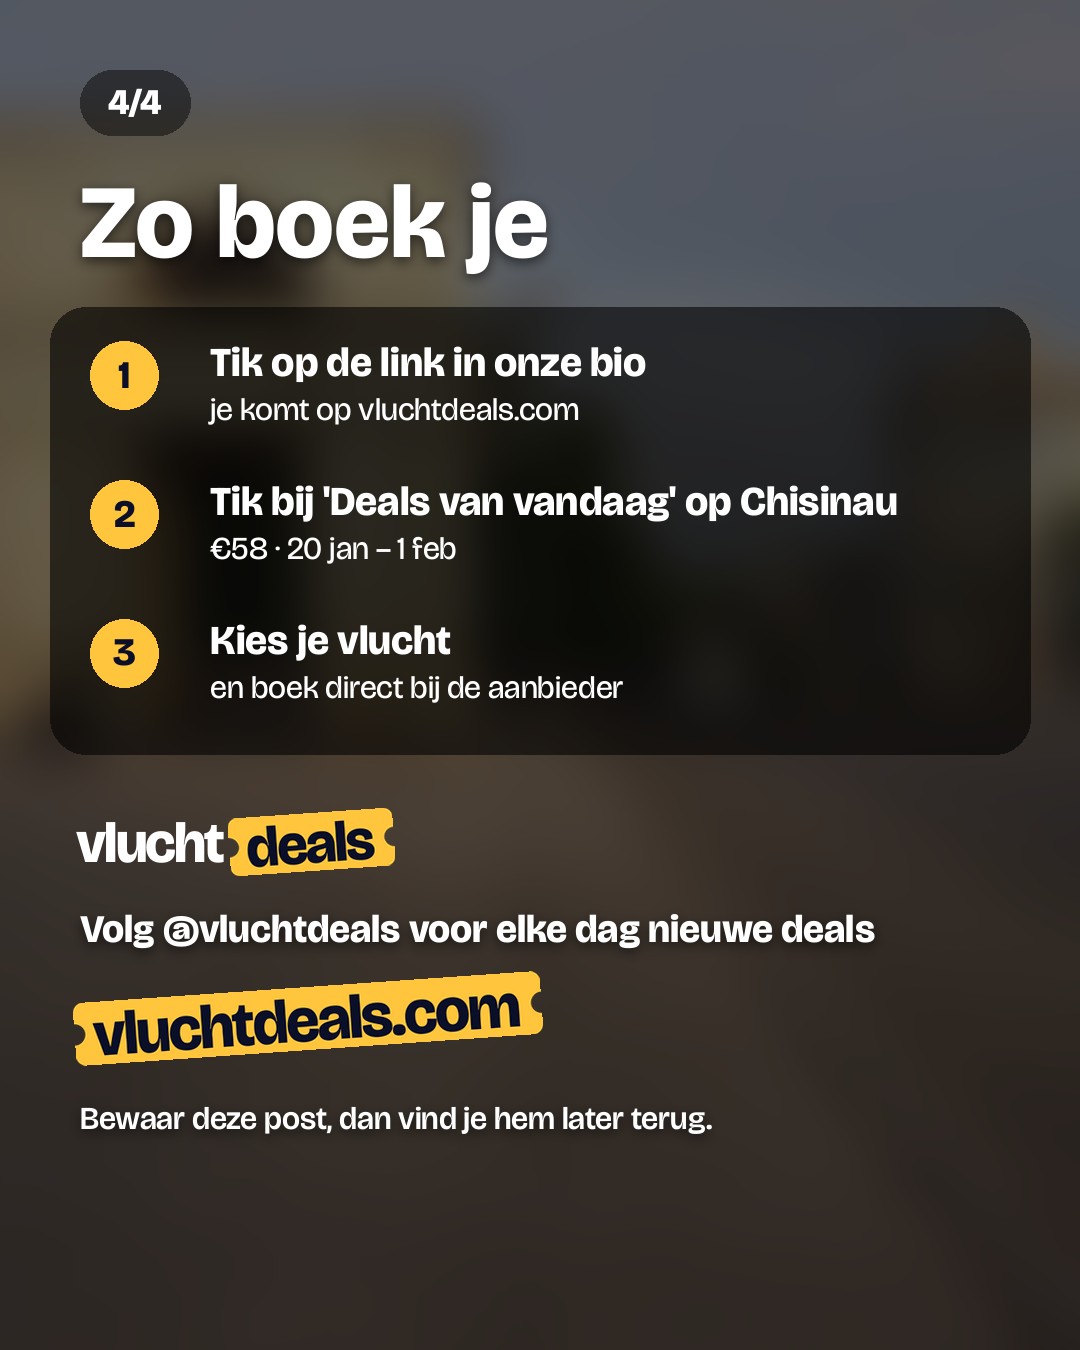 4/4
Zo boek je
1
Tik op de link in onze bio
je komt op vluchtdeals.com
2
Tik bij 'Deals van vandaag' op Chisinau
€58 · 20 jan – 1 feb
3
Kies je vlucht
en boek direct bij de aanbieder
vlucht deals
Volg @vluchtdeals voor elke dag nieuwe deals
vluchtdeals.com
Bewaar deze post, dan vind je hem later terug.